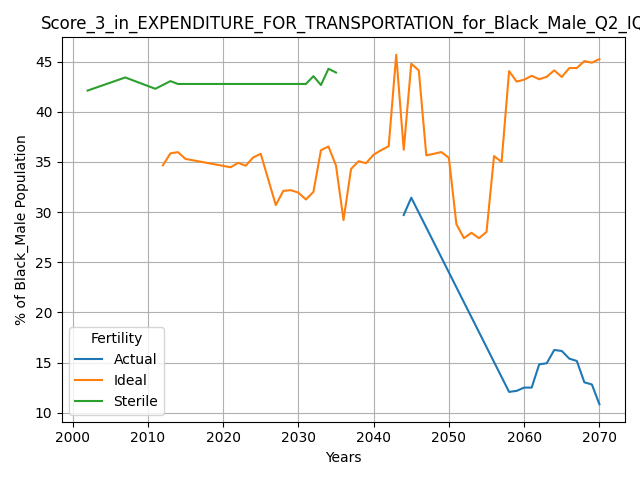 Score_3_in_EXPENDITURE_FOR_TRANSPORTATION_for_Black_Male_Q2_IQ
% of Black_Male Population
45
40
35
30
25
20
15
10
Fertility
Actual
Ideal
Sterile
2000 2010 2020 2030 2040 2050 2060 2070
Years